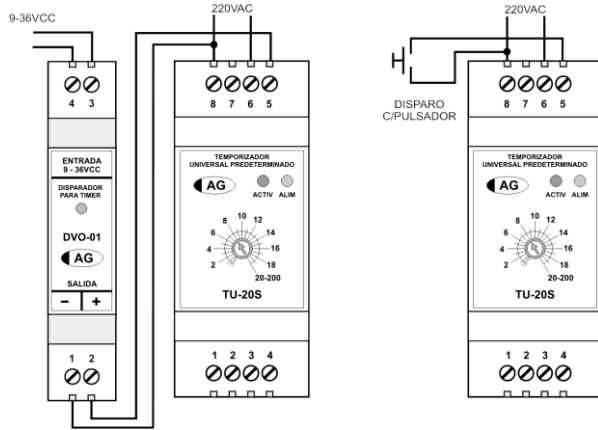 9-36VCC
4 3
ENTRADA
9 - 36VCC
DISPARADOR
PARA TIMER
DVO-01
AG
SALIDA
- +
1 2
220VAC
8 7 6 5
TEMPORIZADOR
UNIVERSAL PREDETERMINADO
AG
ACTIV ALIM
2 4 6 8 10 12 14 16 18 20-200
TU-20S
1 2 3 4
220VAC
DISPARO
C/PULSADOR
8 7 6 5
TEMPORIZADOR
UNIVERSAL PREDETERMINADO
AG
ACTIV ALIM
2 4 6 8 10 12 14 16 18 20-200
TU-20S
1 2 3 4